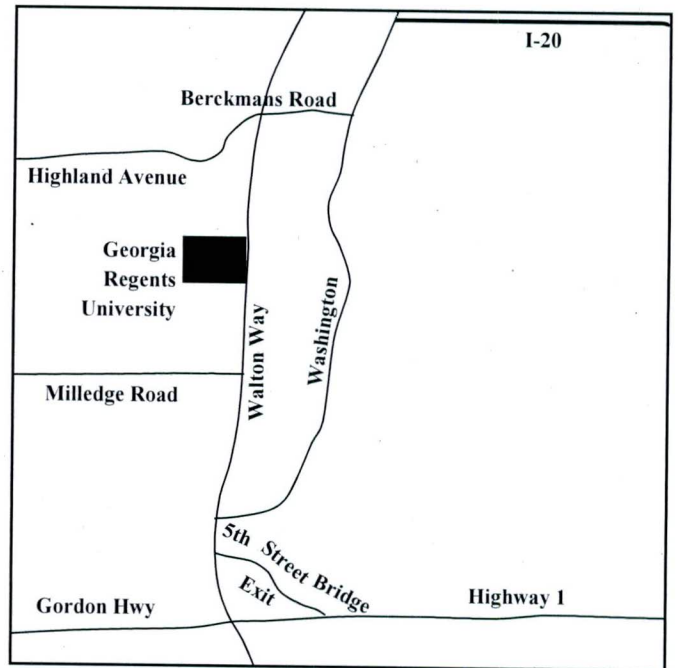 I-20
Berckmans Road
Highland Avenue
Georgia
Regents
University
Walton Way
Washington
Milledge Road
5th Street Bridge
Exit
Gordon Hwy
Highway 1